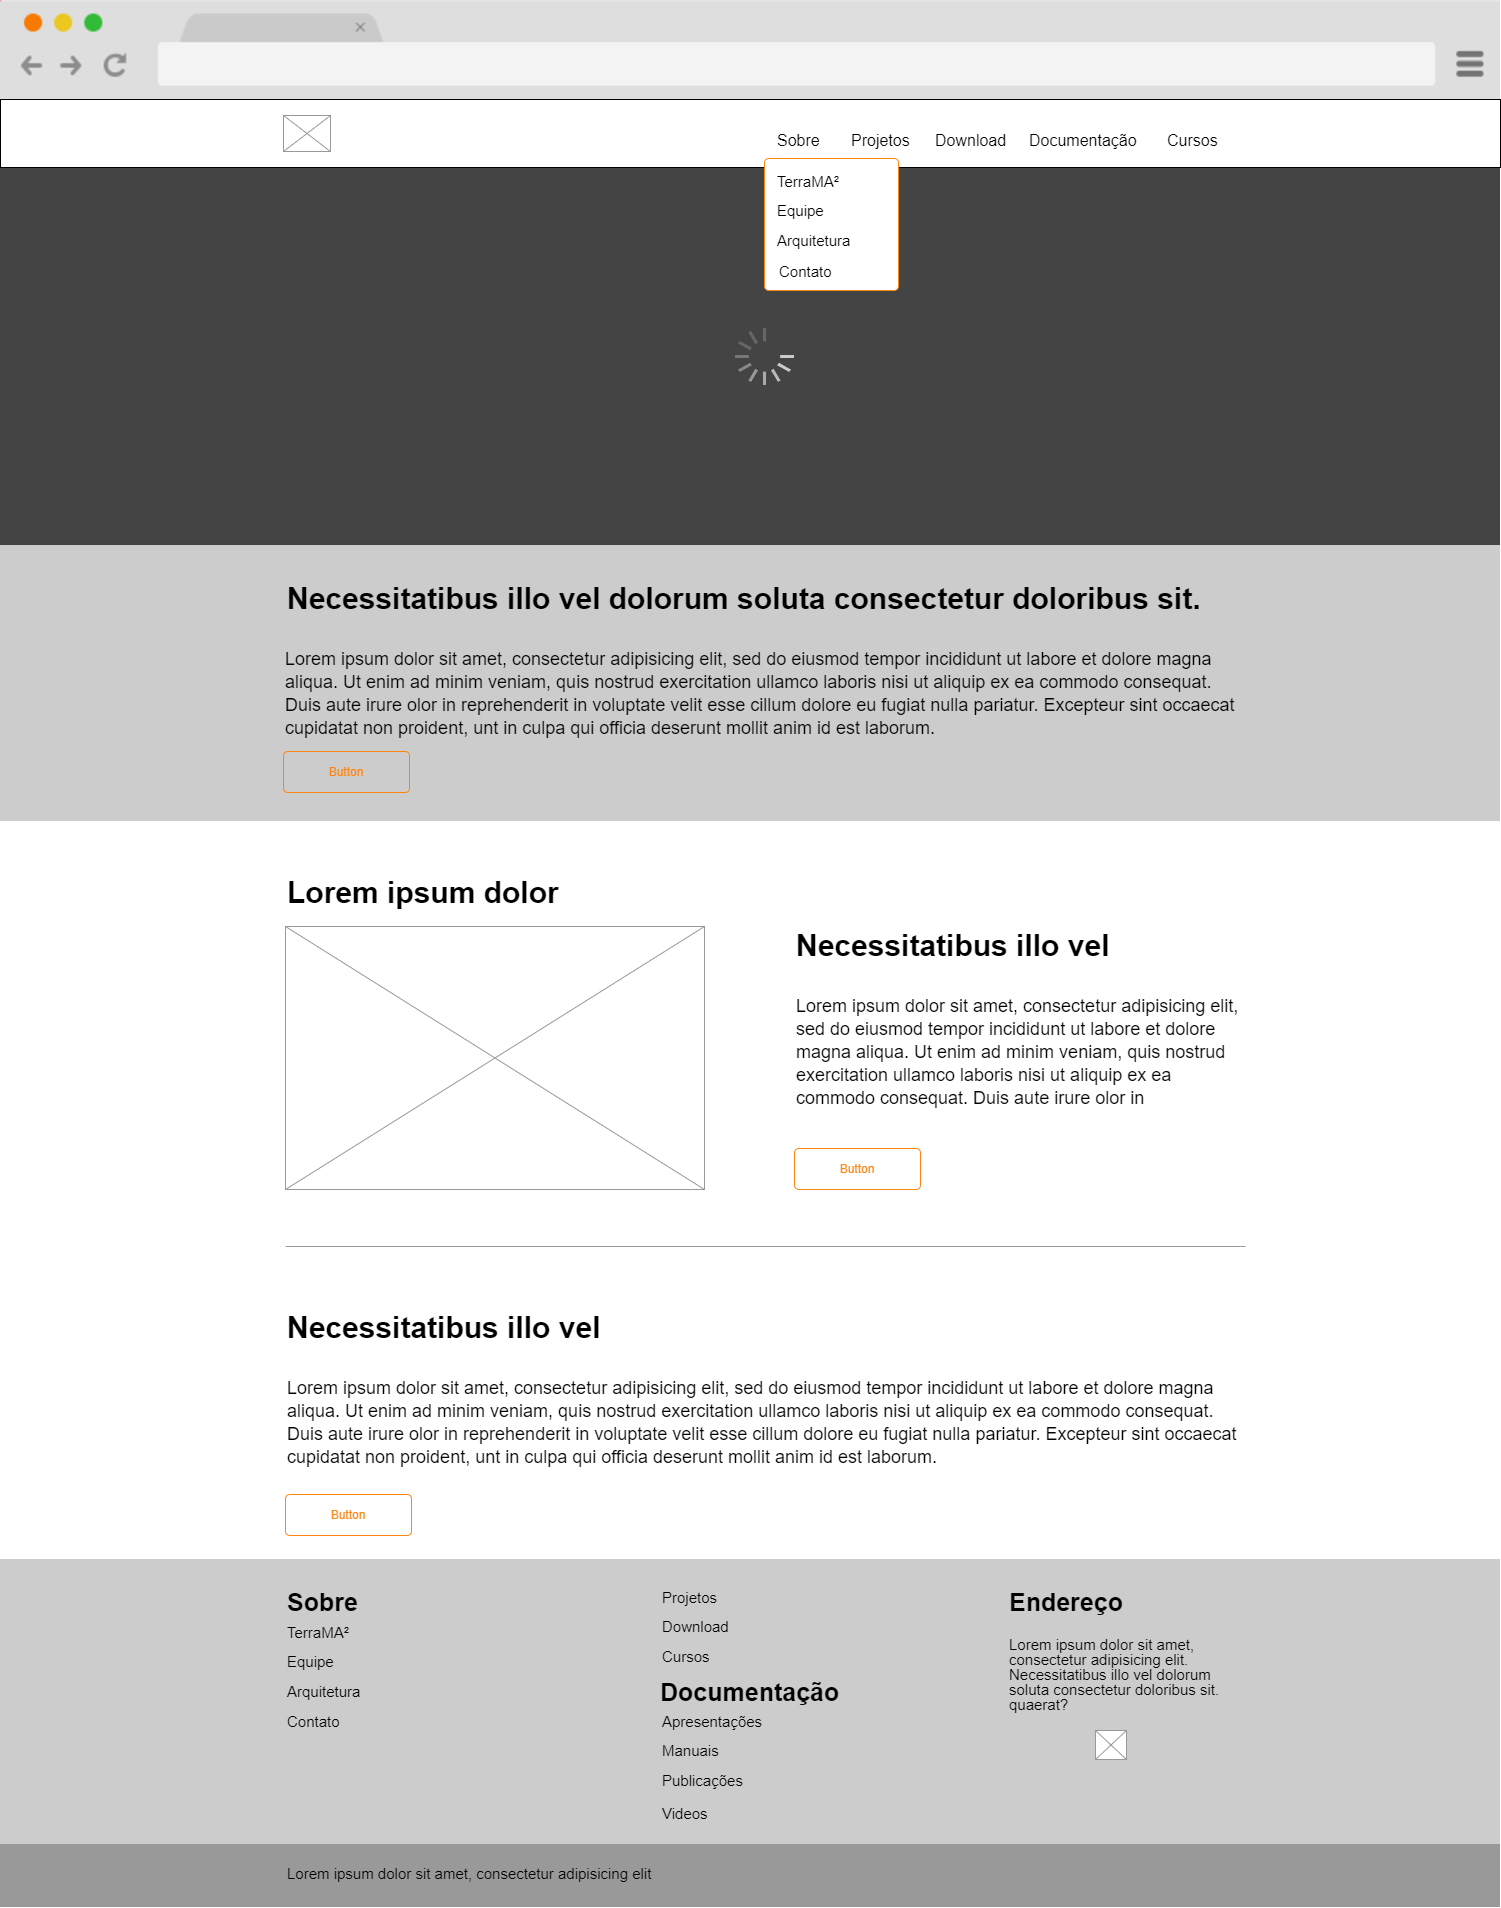 Sobre Projetos Download Documentação Cursos
TerraMA²
Equipe
Arquitetura
Contato
Necessitatibus illo vel dolorum soluta consectetur doloribus sit.
Lorem ipsum dolor sit amet, consectetur adipisicing elit, sed do eiusmod tempor incididunt ut labore et dolore magna
aliqua. Ut enim ad minim veniam, quis nostrud exercitation ullamco laboris nisi ut aliquip ex ea commodo consequat.
Duis aute irure olor in reprehenderit in voluptate velit esse cillum dolore eu fugiat nulla pariatur. Excepteur sint occaecat
cupidatat non proident, unt in culpa qui officia deserunt mollit anim id est laborum.
Button
Lorem ipsum dolor
Necessitatibus illo vel
Lorem ipsum dolor sit amet, consectetur adipisicing elit,
sed do eiusmod tempor incididunt ut labore et dolore
magna aliqua. Ut enim ad minim veniam, quis nostrud
exercitation ullamco laboris nisi ut aliquip ex ea
commodo consequat. Duis aute irure olor in
Button
Necessitatibus illo vel
Lorem ipsum dolor sit amet, consectetur adipisicing elit, sed do eiusmod tempor incididunt ut labore et dolore magna
aliqua. Ut enim ad minim veniam, quis nostrud exercitation ullamco laboris nisi ut aliquip ex ea commodo consequat.
Duis aute irure olor in reprehenderit in voluptate velit esse cillum dolore eu fugiat nulla pariatur. Excepteur sint occaecat
cupidatat non proident, unt in culpa qui officia deserunt mollit anim id est laborum.
Button
Sobre
TerraMA²
Equipe
Arquitetura
Contato
Projetos
Download
Cursos
Documentação
Apresentações
Manuais
Publicações
Videos
Endereço
Lorem ipsum dolor sit amet,
consectetur adipisicing elit.
Necessitatibus illo vel dolorum
soluta consectetur doloribus sit.
quaerat?
Lorem ipsum dolor sit amet, consectetur adipisicing elit